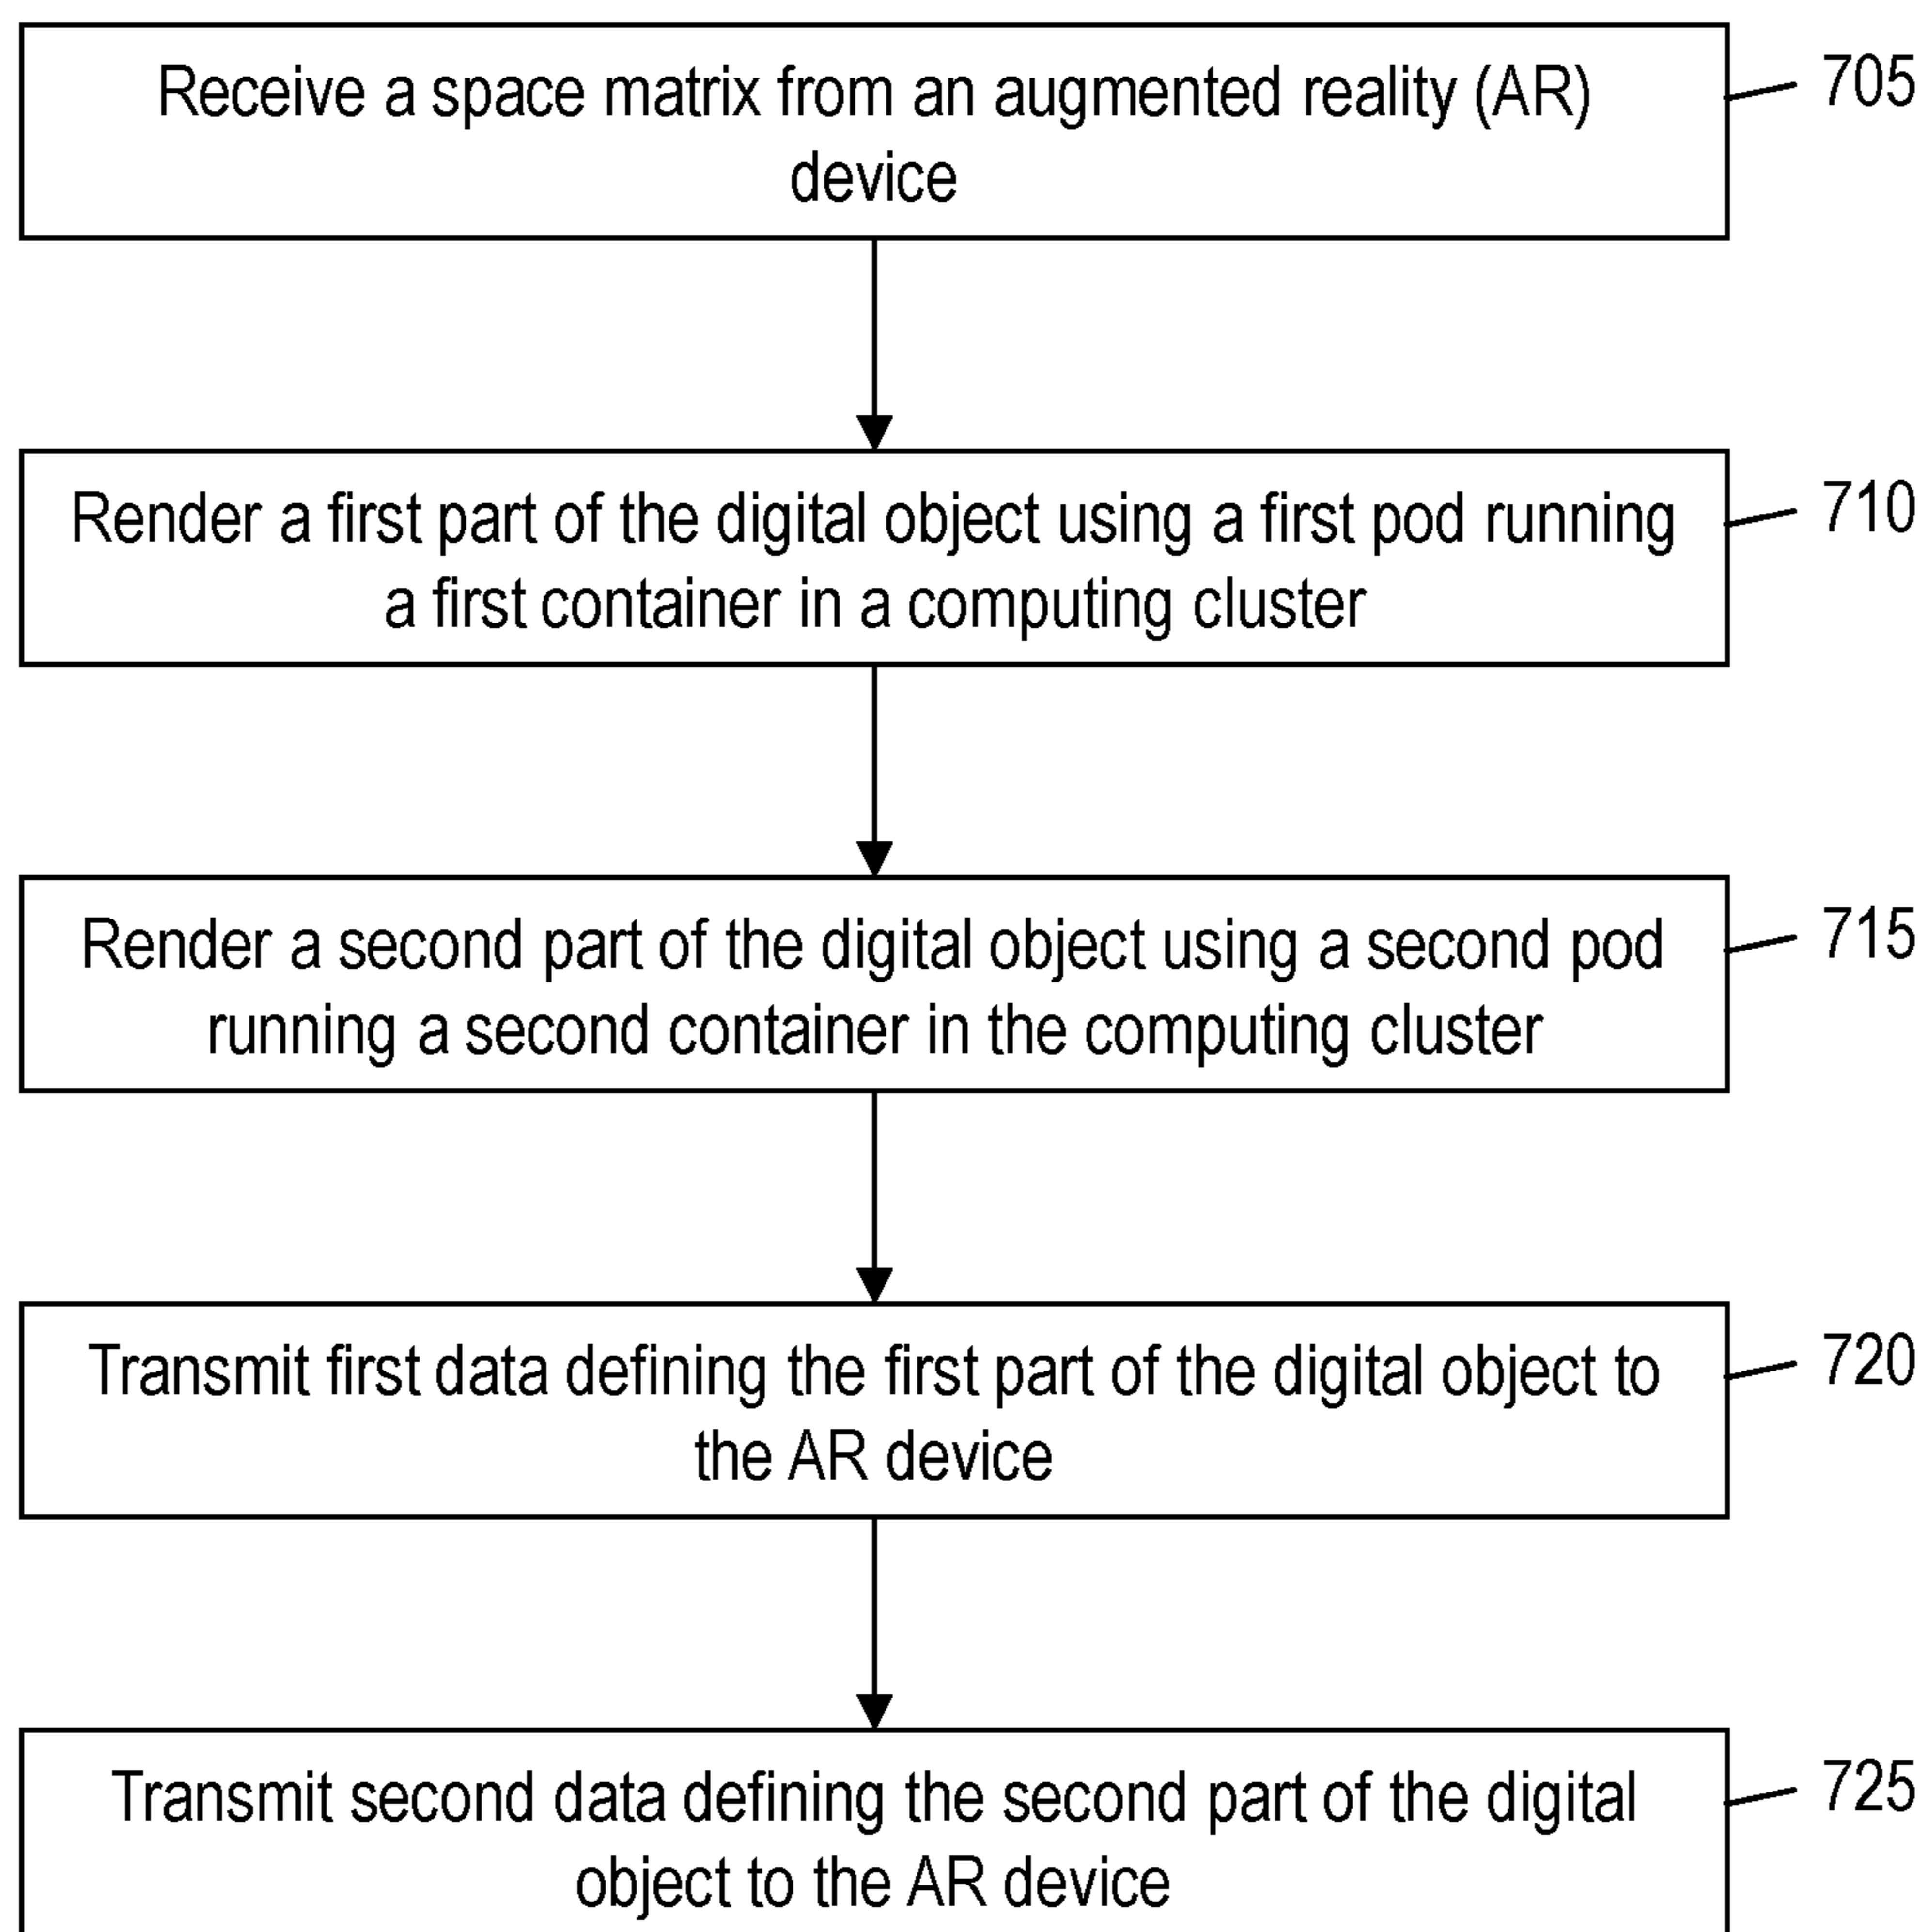 Receive a space matrix from an augmented reality (AR)
device
705
Render a first part of the digital object using a first pod running
a first container in a computing cluster
710
Render a second part of the digital object using a second pod
running a second container in the computing cluster
715
Transmit first data defining the first part of the digital object to
the AR device
720
Transmit second data defining the second part of the digital
object to the AR device
725